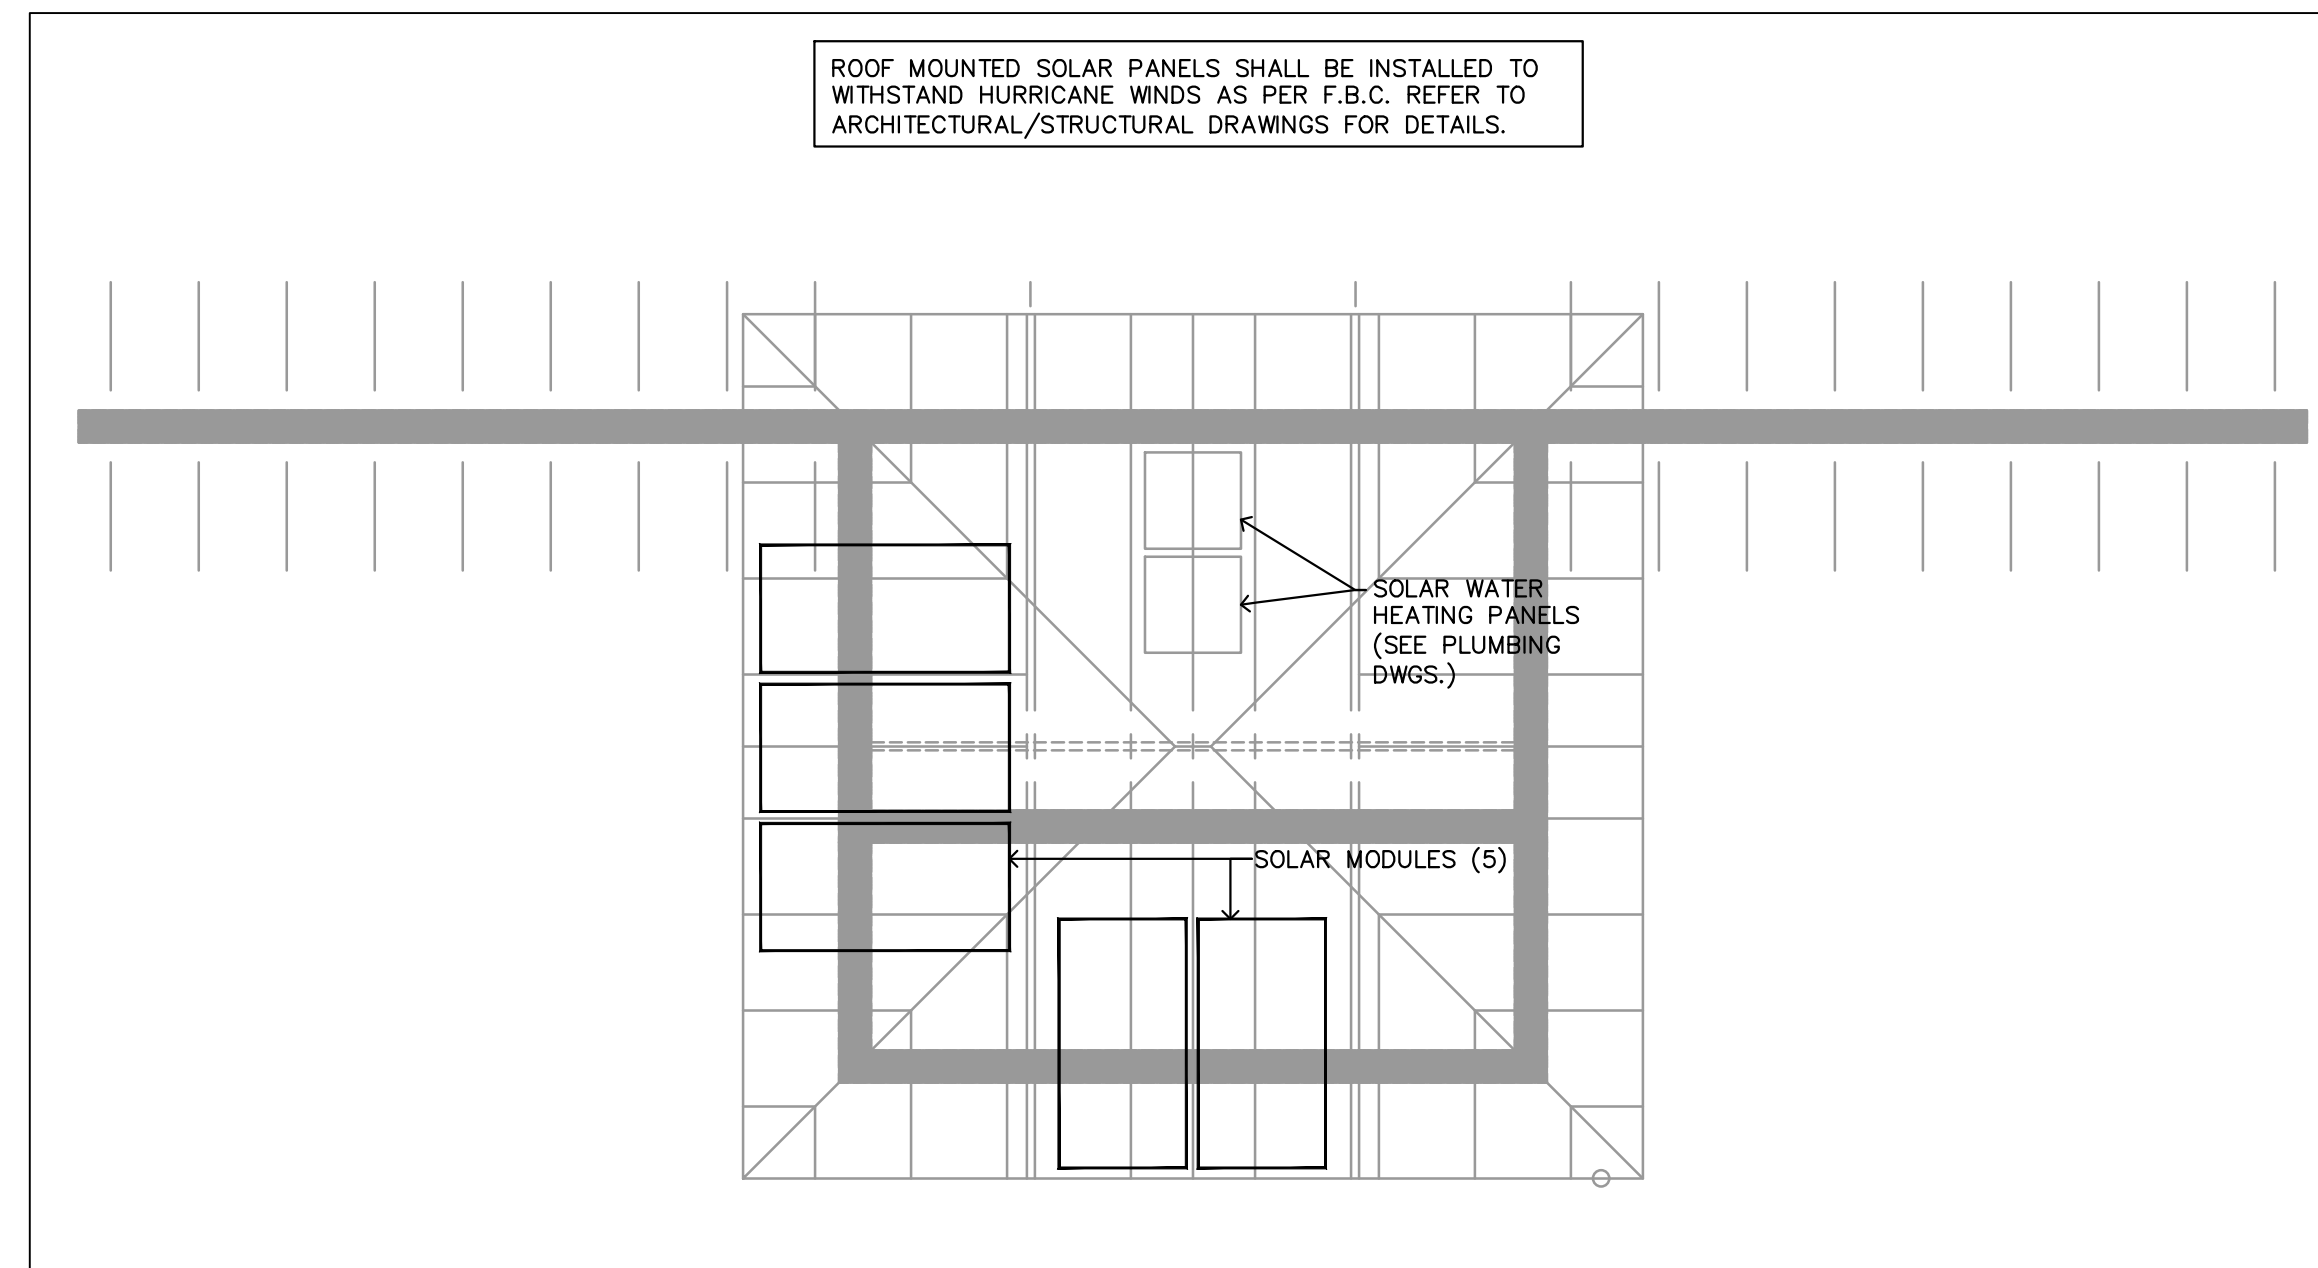 ROOF MOUNTED SOLAR PANELS SHALL BE INSTALLED TO
WITHSTAND HURRICANE WINDS AS PER F.B.C. REFER TO
ARCHITECTURAL/STRUCTURAL DRAWINGS FOR DETAILS.
SOLAR WATER
HEATING PANELS
(SEE PLUMBING
DWGS.)
SOLAR MODULES (5)